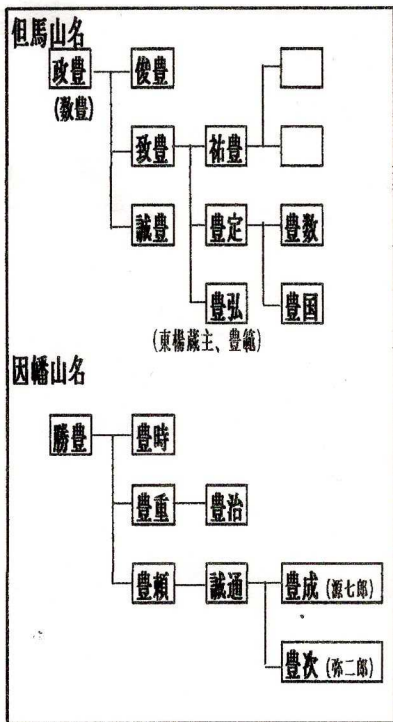 但馬山名
政豊 俊豊
(数豊)
致豊 祐豊
誠豊 豊定 豊数
豊弘 豊国
(東揚蔵主、豊範)
因幡山名
勝豊 豊時
豊重 豊治
豊頼 誠通 豊成 (源七郎)
豊次 (弥二郎)